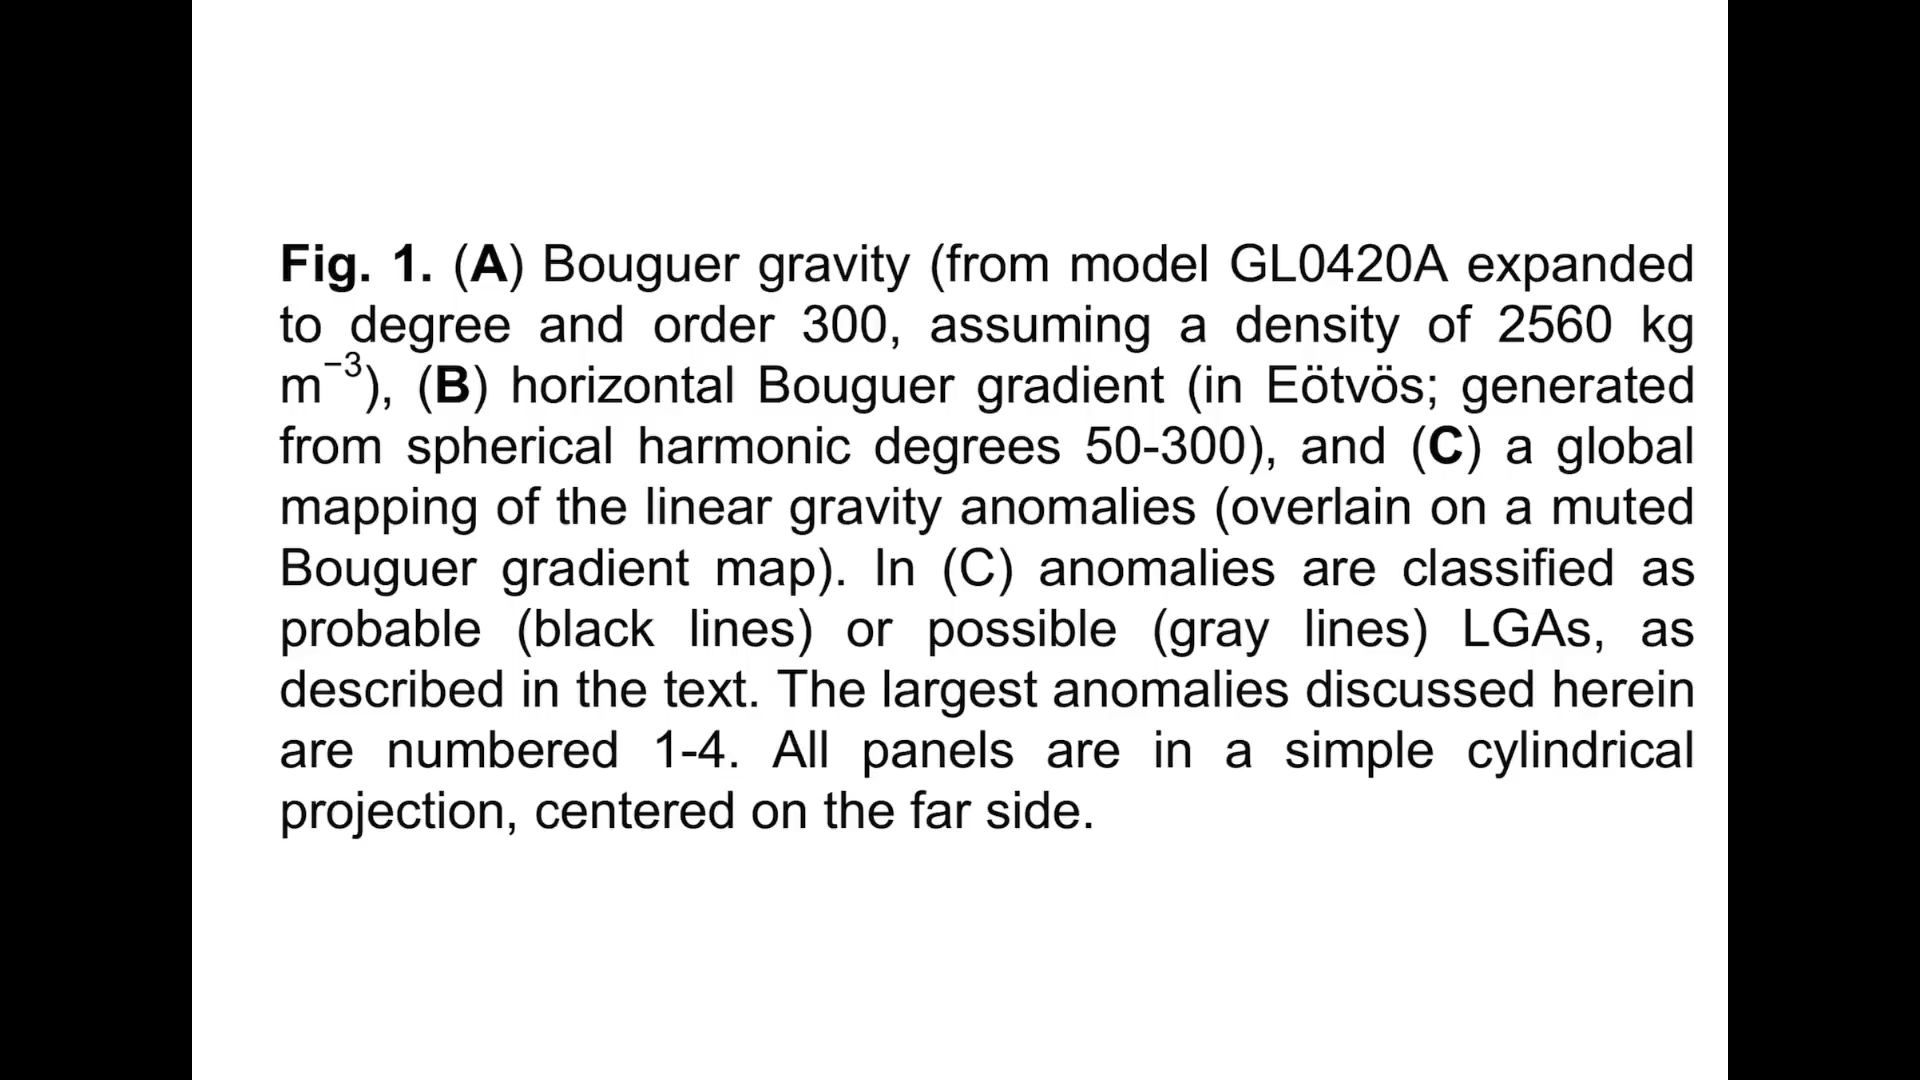 Fig. 1. (A) Bouguer gravity (from model GL0420A expanded
to degree and order 300, assuming a density of 2560 kg
m⁻³), (B) horizontal Bouguer gradient (in Eötvös; generated
from spherical harmonic degrees 50-300), and (C) a global
mapping of the linear gravity anomalies (overlain on a muted
Bouguer gradient map). In (C) anomalies are classified as
probable (black lines) or possible (gray lines) LGAs, as
described in the text. The largest anomalies discussed herein
are numbered 1-4. All panels are in a simple cylindrical
projection, centered on the far side.